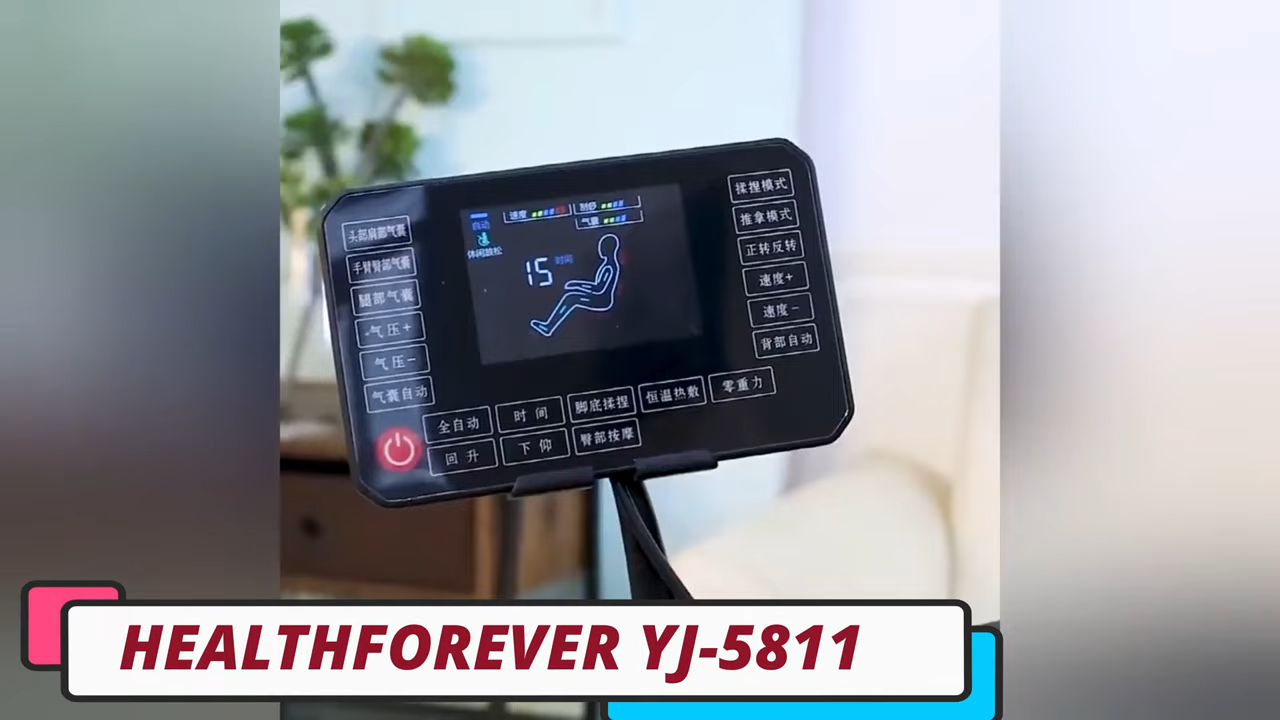 头部肩部气囊
手臂臀部气囊
腿部气囊
气压+
气压-
气囊自动
自动
休闲放松
速度
刮痧
气囊
15 时间
揉捏模式
推拿模式
正转反转
速度+
速度-
背部自动
全自动 时间 脚底揉捏 恒温热敷 零重力
回升 下仰 臀部按摩
HEALTHFOREVER YJ-5811